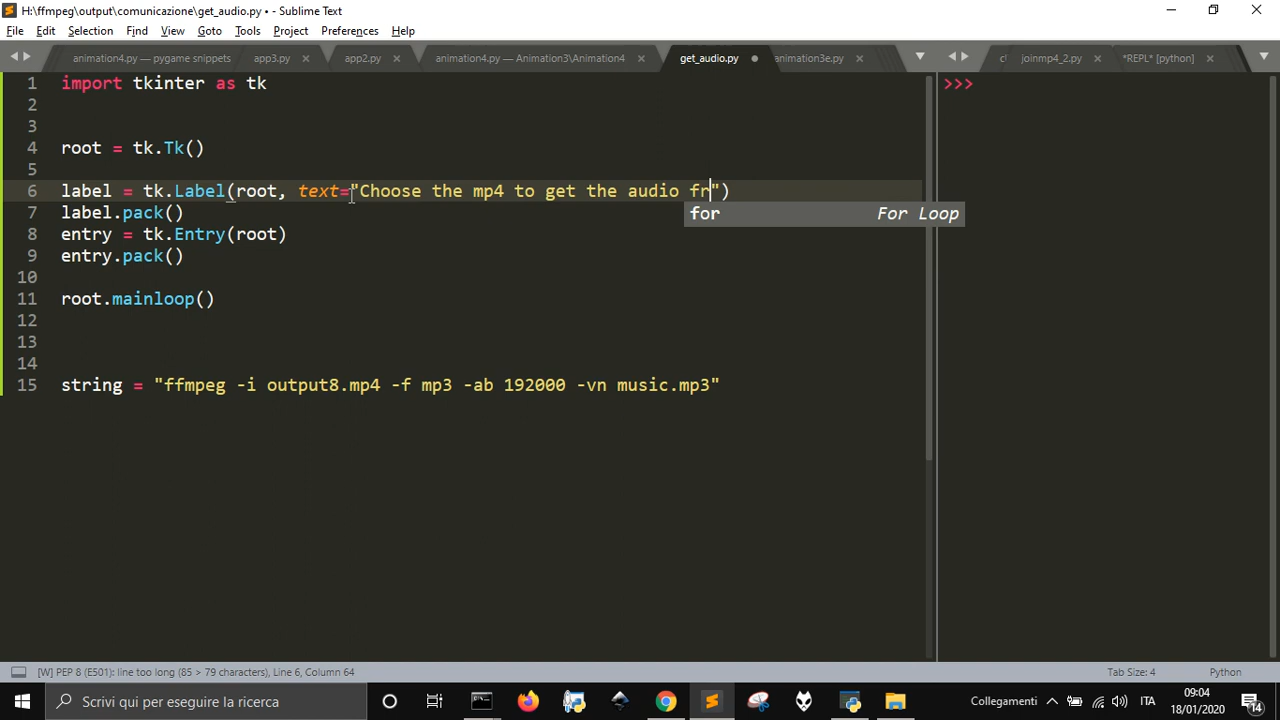 H:\ffmpeg\output\comunicazione\get_audio.py • - Sublime Text
File Edit Selection Find View Goto Tools Project Preferences Help
animation4.py — pygame snippets app3.py app2.py animation4.py — Animation3\Animation4 get_audio.py animation3e.py joinmp4_2.py *REPL* [python]
1 import tkinter as tk
>>>
2
3
4 root = tk.Tk()
5
6 label = tk.Label(root, text="Choose the mp4 to get the audio fr")
7 label.pack()
for For Loop
8 entry = tk.Entry(root)
9 entry.pack()
10
11 root.mainloop()
12
13
14
15 string = "ffmpeg -i output8.mp4 -f mp3 -ab 192000 -vn music.mp3"
[W] PEP 8 (E501): line too long (85 > 79 characters), Line 6, Column 64 Tab Size: 4 Python
Scrivi qui per eseguire la ricerca
Collegamenti ITA
09:04
18/01/2020
14